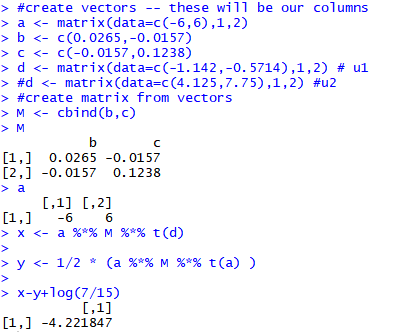 > #create vectors -- these will be our columns
> a <- matrix(data=c(-6,6),1,2)
> b <- c(0.0265,-0.0157)
> c <- c(-0.0157,0.1238)
> d <- matrix(data=c(-1.142,-0.5714),1,2) # u1
> #d <- matrix(data=c(4.125,7.75),1,2) #u2
> #create matrix from vectors
> M <- cbind(b,c)
> M
b c
[1,] 0.0265 -0.0157
[2,] -0.0157 0.1238
> a
[,1] [,2]
[1,] -6 6
> x <- a %*% M %*% t(d)
>
> y <- 1/2 * (a %*% M %*% t(a) )
>
> x-y+log(7/15)
[,1]
[1,] -4.221847